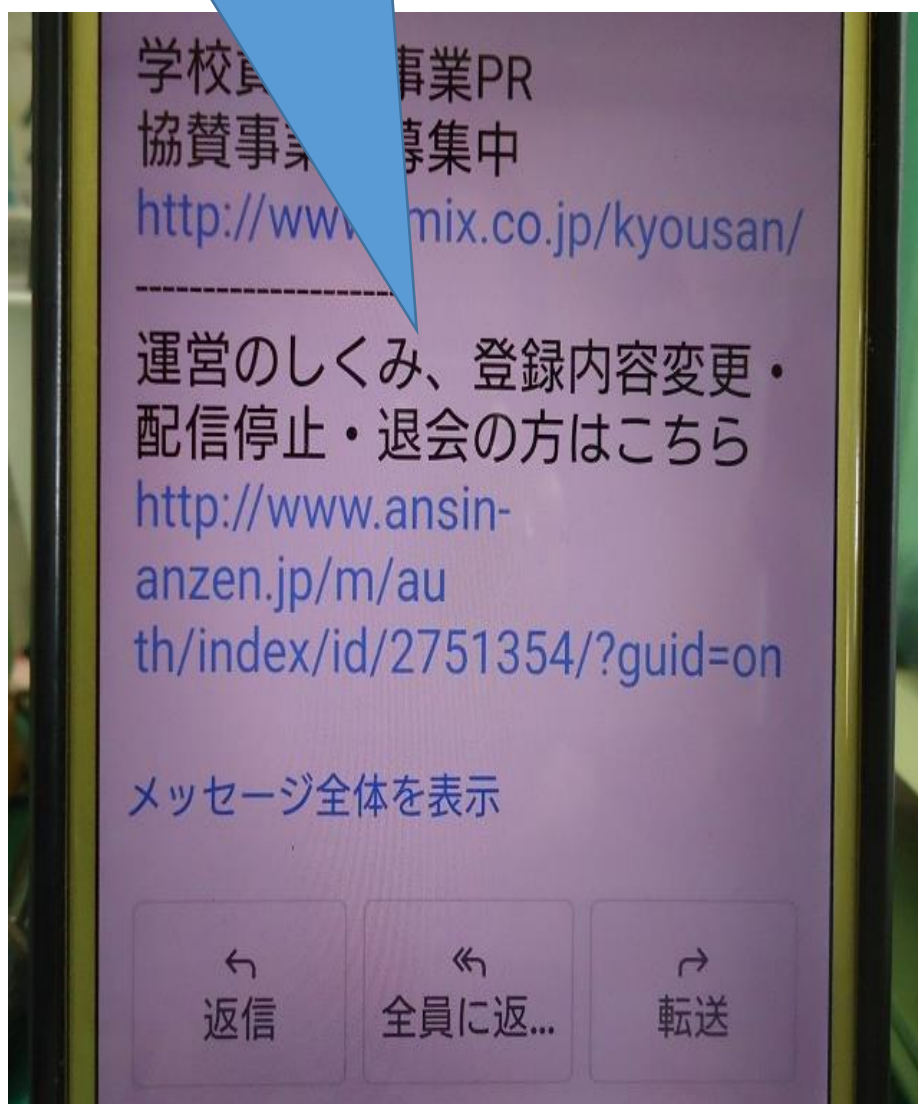 学校 事業PR
協賛事 募集中
http://www mix.co.jp/kyousan/
運営のしくみ、登録内容変更・
配信停止・退会の方はこちら
http://www.ansin-
anzen.jp/m/au
th/index/id/2751354/?guid=on
メッセージ全体を表示
返信
全員に返...
転送